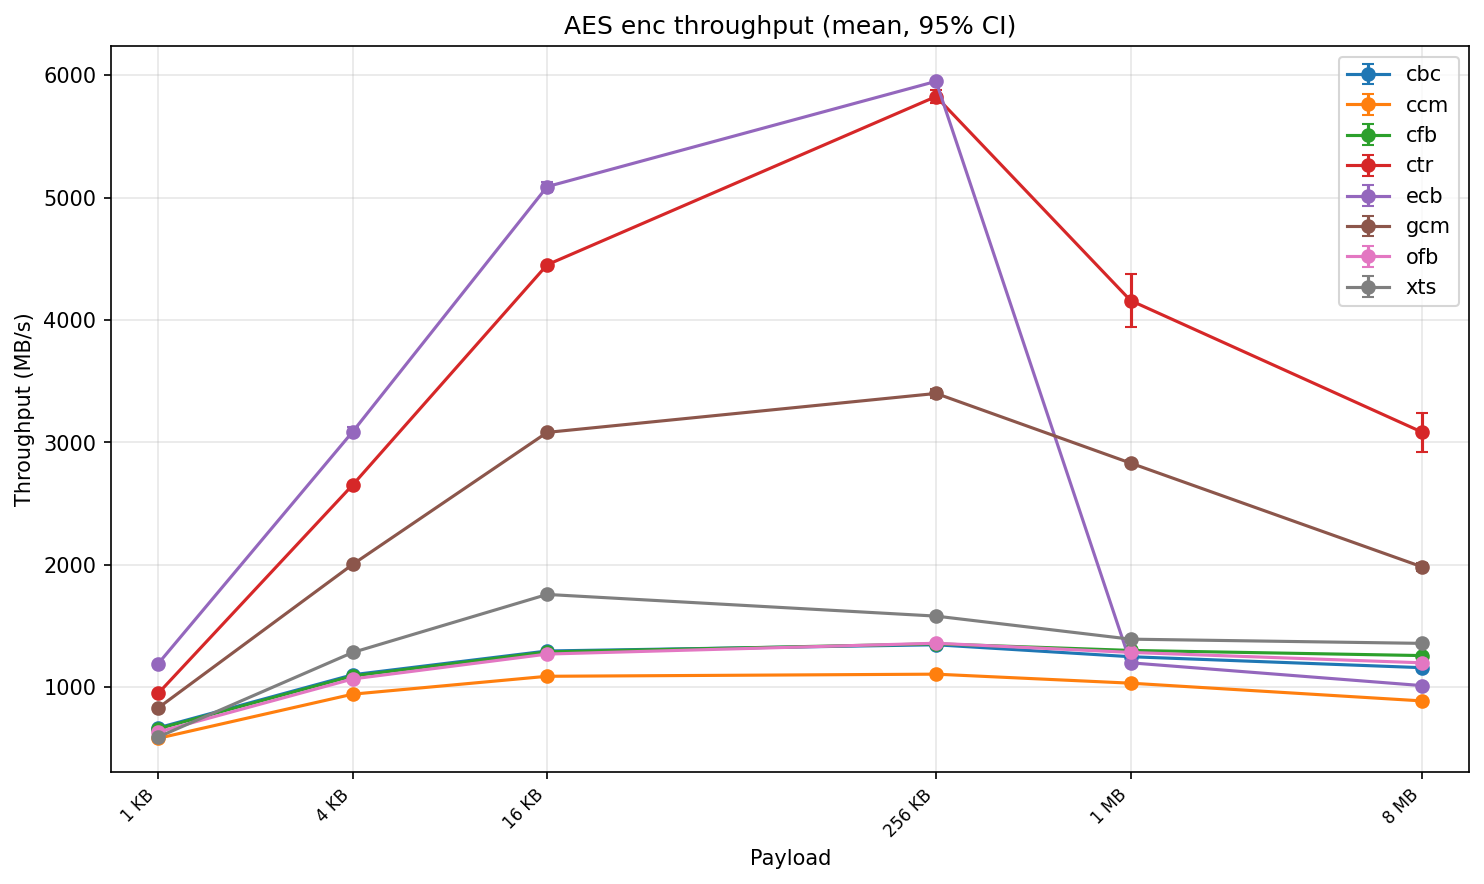 AES enc throughput (mean, 95% CI)
Throughput (MB/s)
6000
5000
4000
3000
2000
1000
cbc
ccm
cfb
ctr
ecb
gcm
ofb
xts
1 KB
4 KB
16 KB
256 KB
1 MB
8 MB
Payload